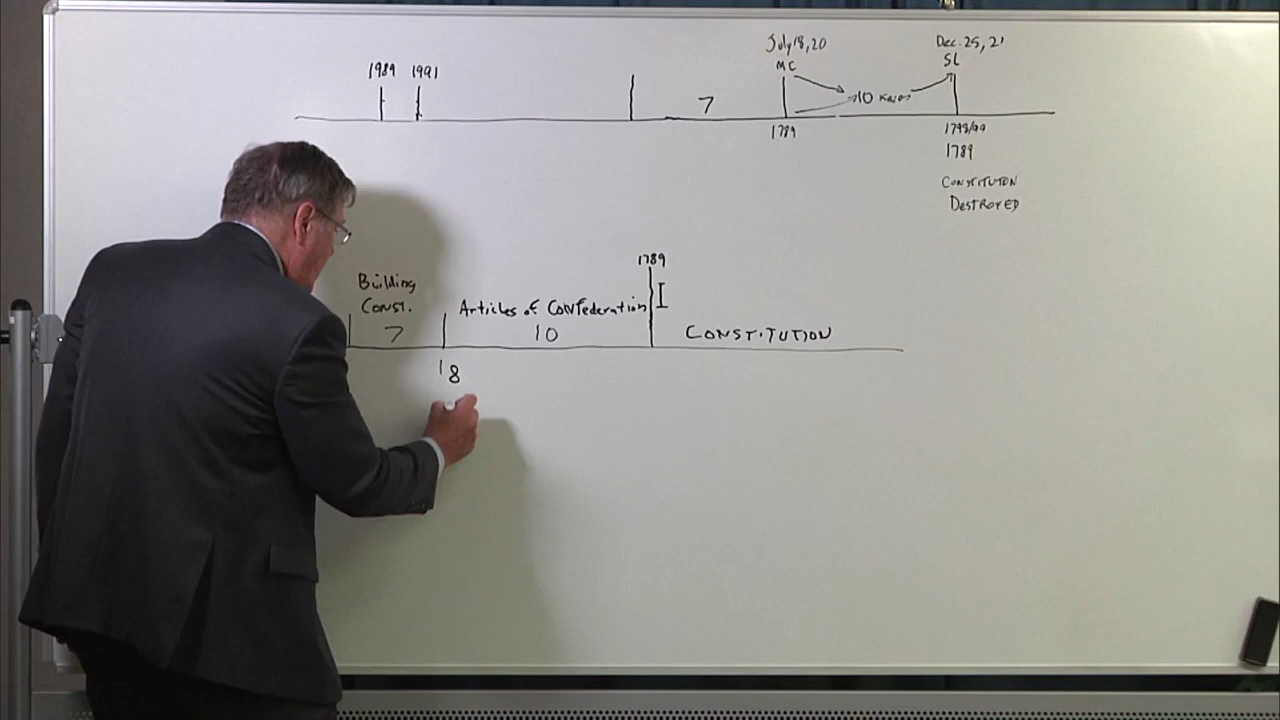 July 18, 20
MC
Dec. 25, 21
SL
1989 1991
7
10 Kings
1789
1798/99
1789
CONSTITUTON
DESTROYED
1789
Building
CONST.
7
Articles of Confederation
10
I
CONSTITUTION
18